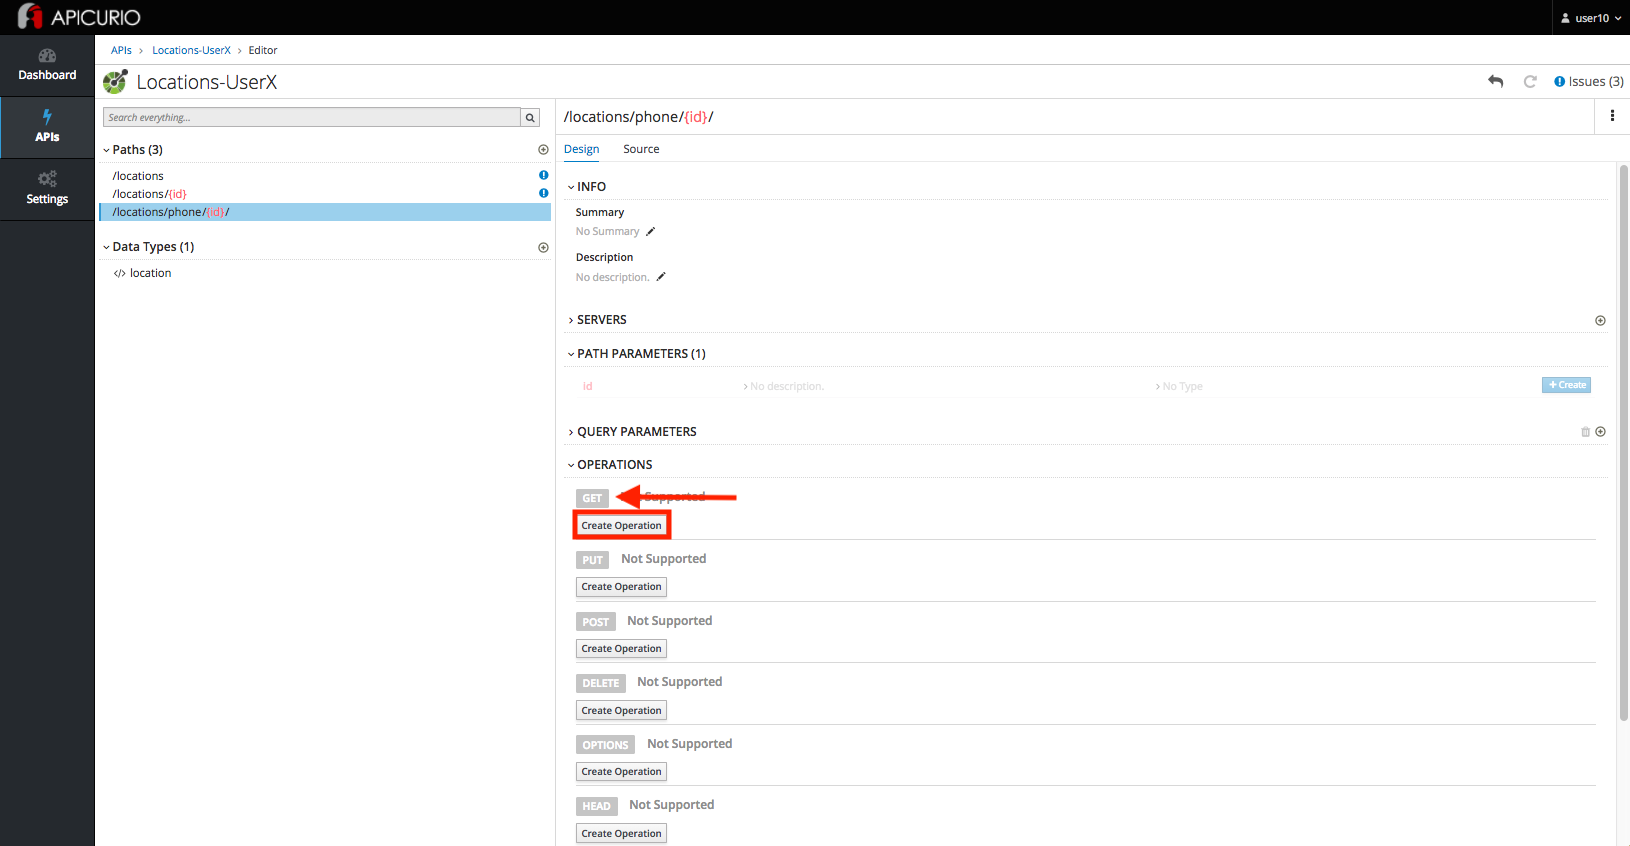 APICURIO
user10
APIs › Locations-UserX › Editor
Dashboard
APIs
Settings
Locations-UserX
Issues (3)
Search everything...
Paths (3)
/locations
/locations/{id}
/locations/phone/{id}/
Data Types (1)
</> location
/locations/phone/{id}/
Design Source
INFO
Summary
No Summary
Description
No description.
SERVERS
PATH PARAMETERS (1)
id No description. No Type + Create
QUERY PARAMETERS
OPERATIONS
GET Supported
Create Operation
PUT Not Supported
Create Operation
POST Not Supported
Create Operation
DELETE Not Supported
Create Operation
OPTIONS Not Supported
Create Operation
HEAD Not Supported
Create Operation